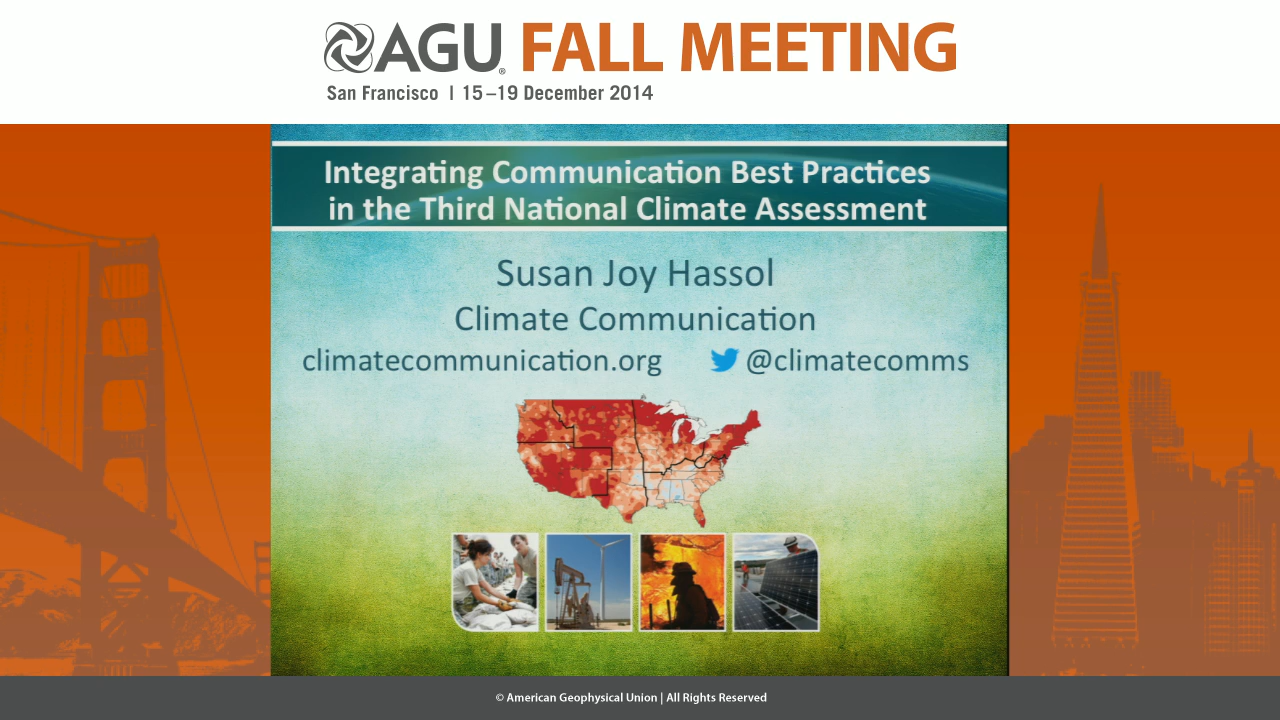 AGU® FALL MEETING
San Francisco | 15–19 December 2014
Integrating Communication Best Practices
in the Third National Climate Assessment
Susan Joy Hassol
Climate Communication
climatecommunication.org @climatecomms
© American Geophysical Union | All Rights Reserved